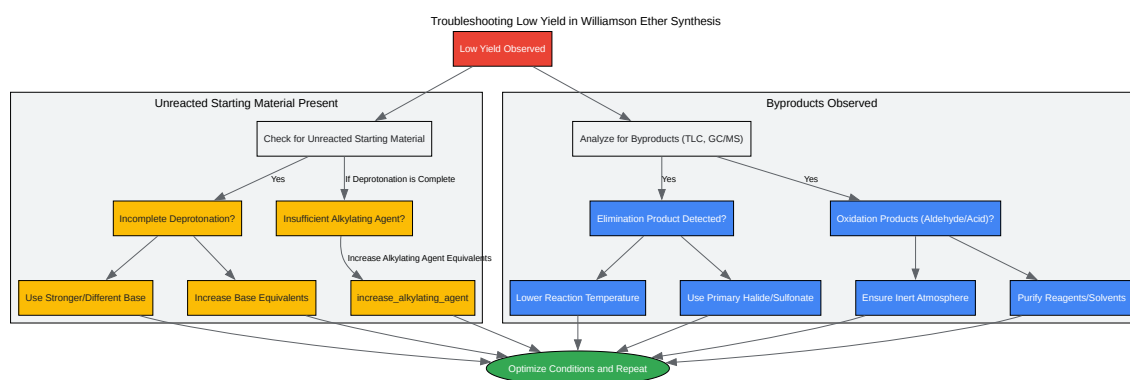 Troubleshooting Low Yield in Williamson Ether Synthesis
Low Yield Observed
Unreacted Starting Material Present
Byproducts Observed
Check for Unreacted Starting Material
Analyze for Byproducts (TLC, GC/MS)
Yes
If Deprotonation is Complete
Yes
Yes
Incomplete Deprotonation?
Insufficient Alkylating Agent?
Elimination Product Detected?
Oxidation Products (Aldehyde/Acid)?
Increase Alkylating Agent Equivalents
Use Stronger/Different Base
Increase Base Equivalents
increase_alkylating_agent
Lower Reaction Temperature
Use Primary Halide/Sulfonate
Ensure Inert Atmosphere
Purify Reagents/Solvents
Optimize Conditions and Repeat